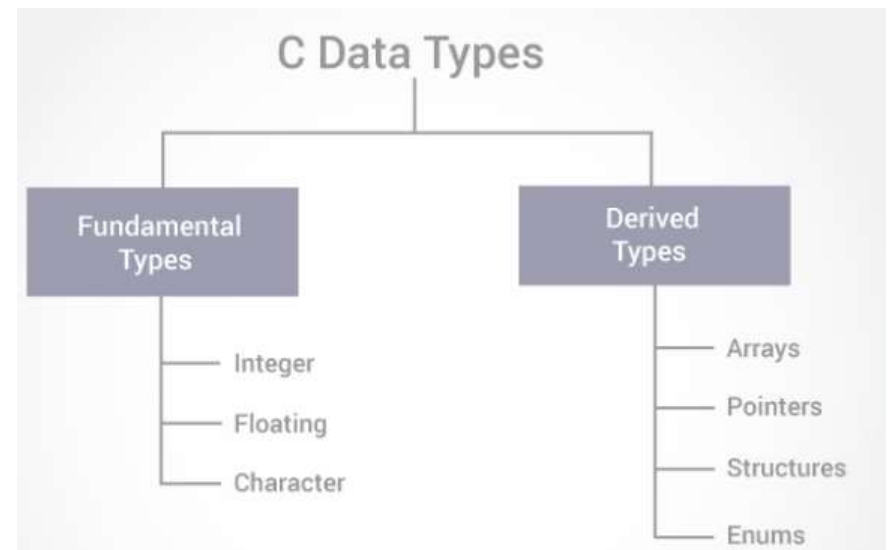 C Data Types
Fundamental
Types
Integer
Floating
Character
Derived
Types
Arrays
Pointers
Structures
Enums